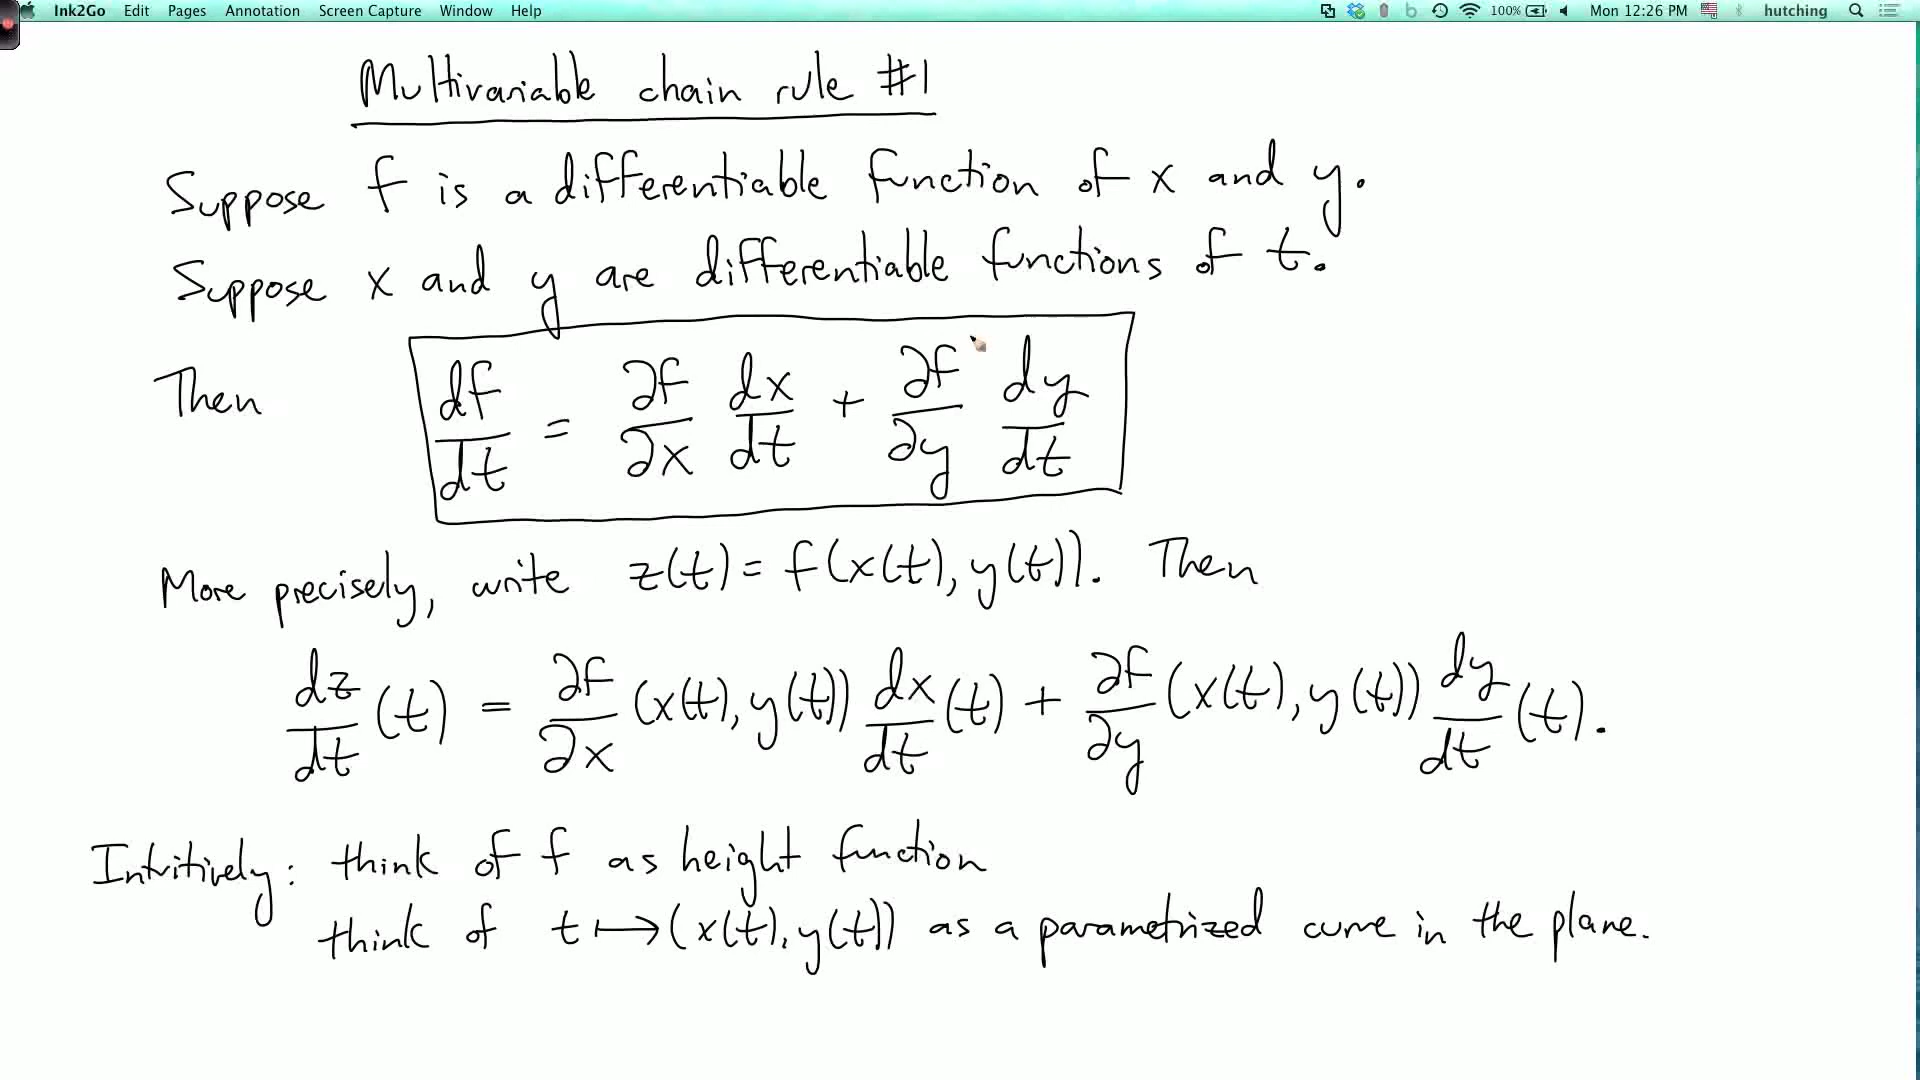 Ink2Go Edit Pages Annotation Screen Capture Window Help 100% Mon 12:26 PM hutching
Multivariable chain rule #1
Suppose f is a differentiable function of x and y.
Suppose x and y are differentiable functions of t.
Then df/dt = ∂f/∂x dx/dt + ∂f/∂y dy/dt
More precisely, write z(t) = f(x(t), y(t)). Then
dz/dt (t) = ∂f/∂x (x(t), y(t)) dx/dt (t) + ∂f/∂y (x(t), y(t)) dy/dt (t).
Intuitively: think of f as height function
think of t ↦ (x(t), y(t)) as a parametrized curve in the plane.